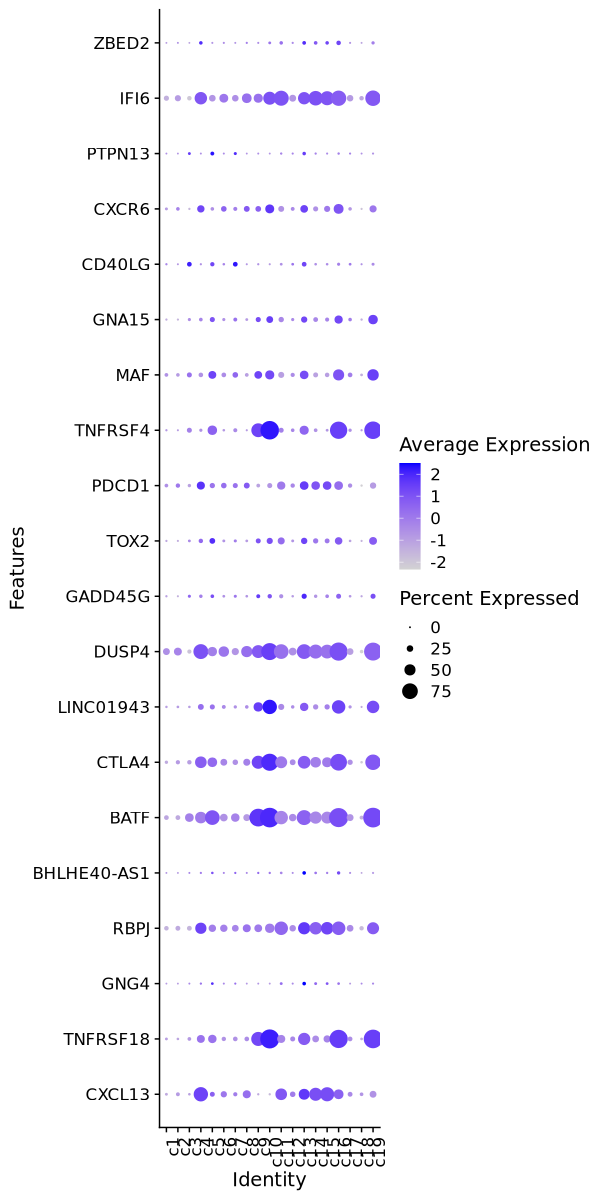 ZBED2
IFI6
PTPN13
CXCR6
CD40LG
GNA15
MAF
TNFRSF4
PDCD1
TOX2
GADD45G
DUSP4
LINC01943
CTLA4
BATF
BHLHE40-AS1
RBPJ
GNG4
TNFRSF18
CXCL13
Features
c1 c2 c3 c4 c5 c6 c7 c8 c9 c10 c11 c12 c13 c14 c15 c16 c17 c18 c19
Identity
Average Expression
2
1
0
-1
-2
Percent Expressed
0
25
50
75